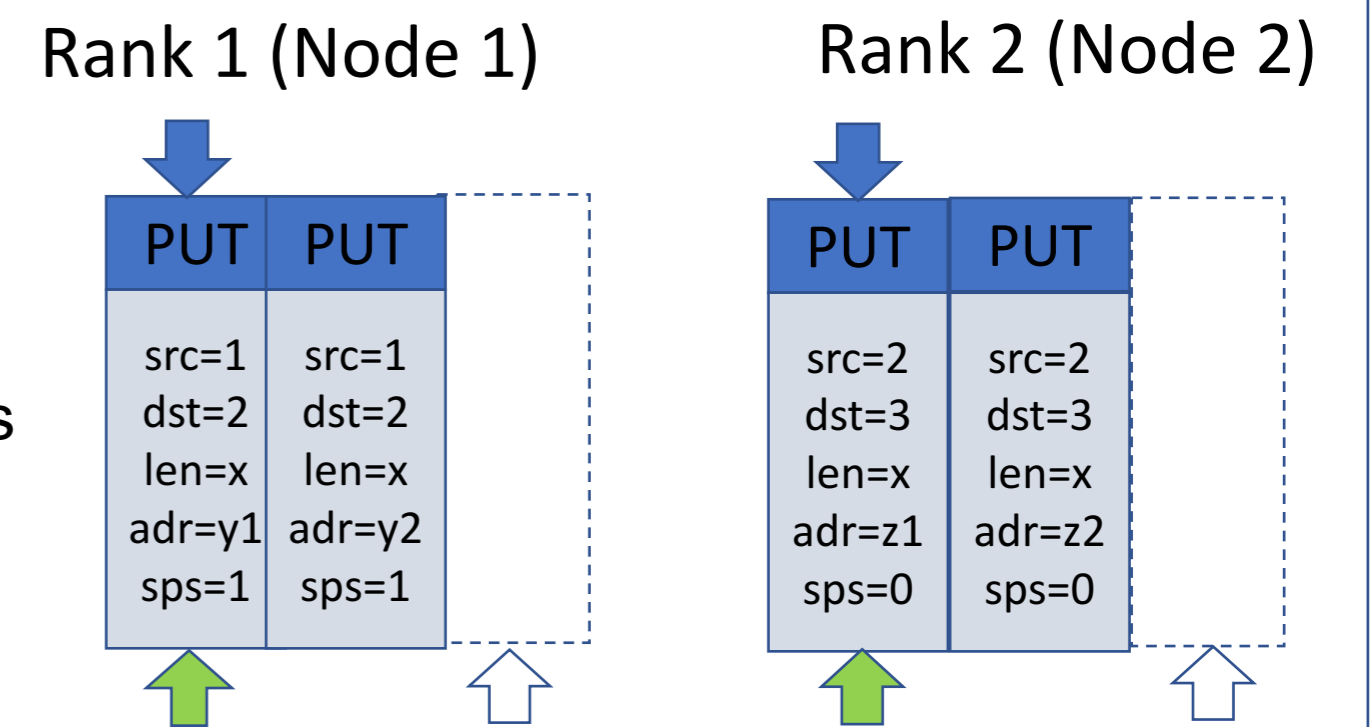 Rank 1 (Node 1)
Rank 2 (Node 2)
PUT PUT
PUT PUT
src=1 src=1
dst=2 dst=2
len=x len=x
adr=y1 adr=y2
sps=1 sps=1
src=2 src=2
dst=3 dst=3
len=x len=x
adr=z1 adr=z2
sps=0 sps=0
s